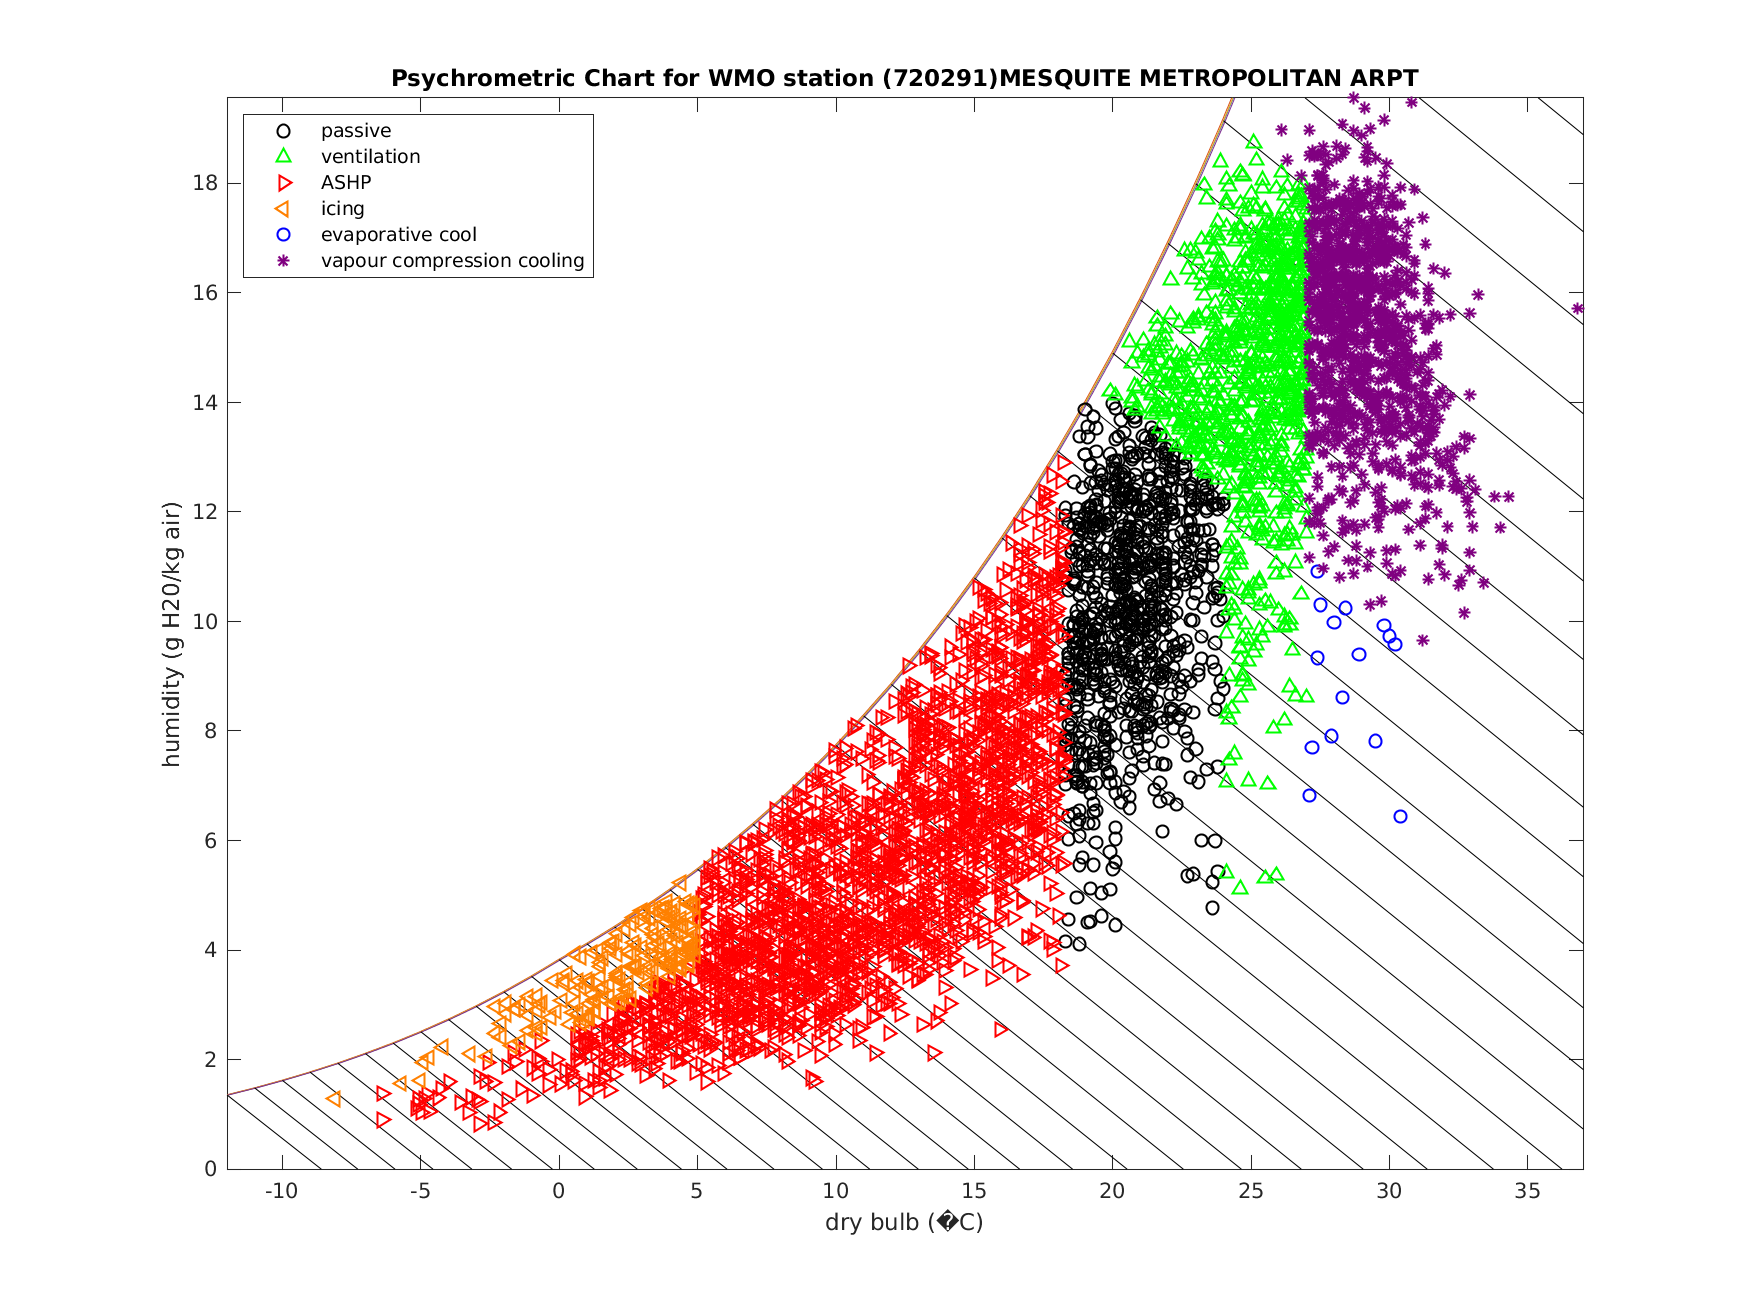 Psychrometric Chart for WMO station (720291)MESQUITE METROPOLITAN ARPT
passive
ventilation
ASHP
icing
evaporative cool
vapour compression cooling
humidity (g H20/kg air)
18
16
14
12
10
8
6
4
2
0
-10 -5 0 5 10 15 20 25 30 35
dry bulb (�C)